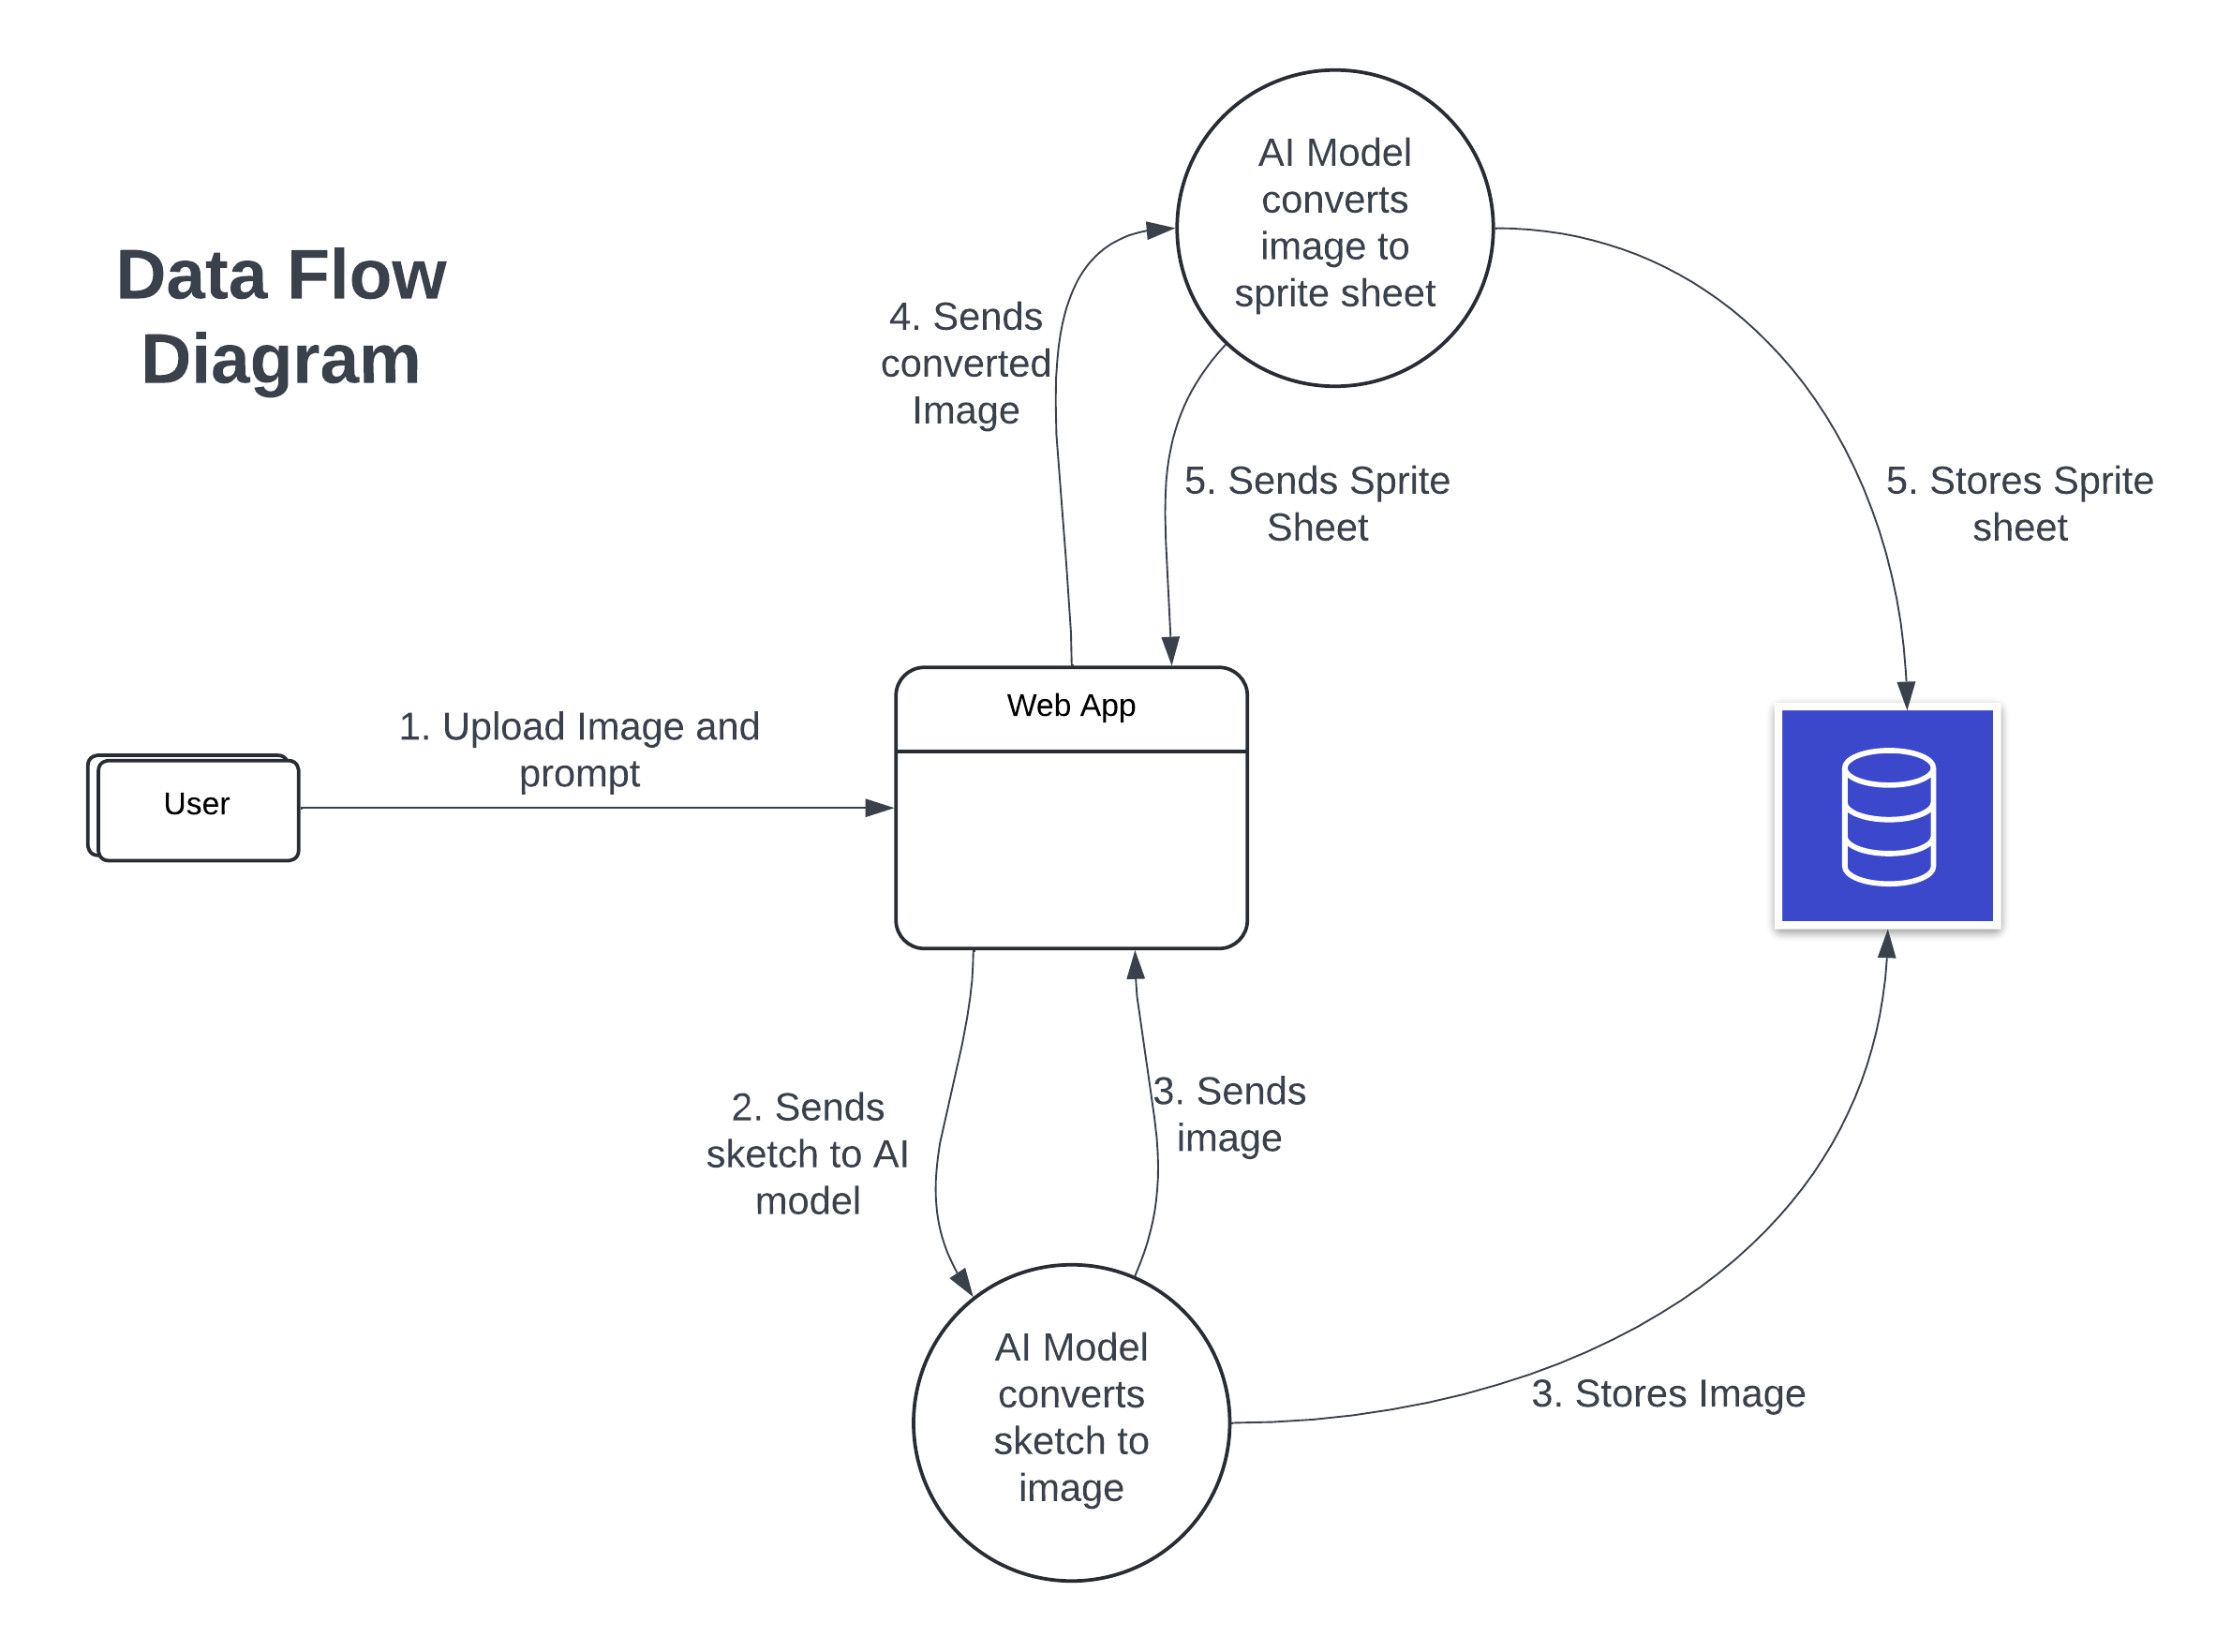 AI Model
converts
image to
sprite sheet
Data Flow
Diagram
4. Sends
converted
Image
5. Sends Sprite
Sheet
5. Stores Sprite
sheet
Web App
1. Upload Image and
prompt
User
2. Sends
sketch to AI
model
3. Sends
image
AI Model
converts
sketch to
image
3. Stores Image